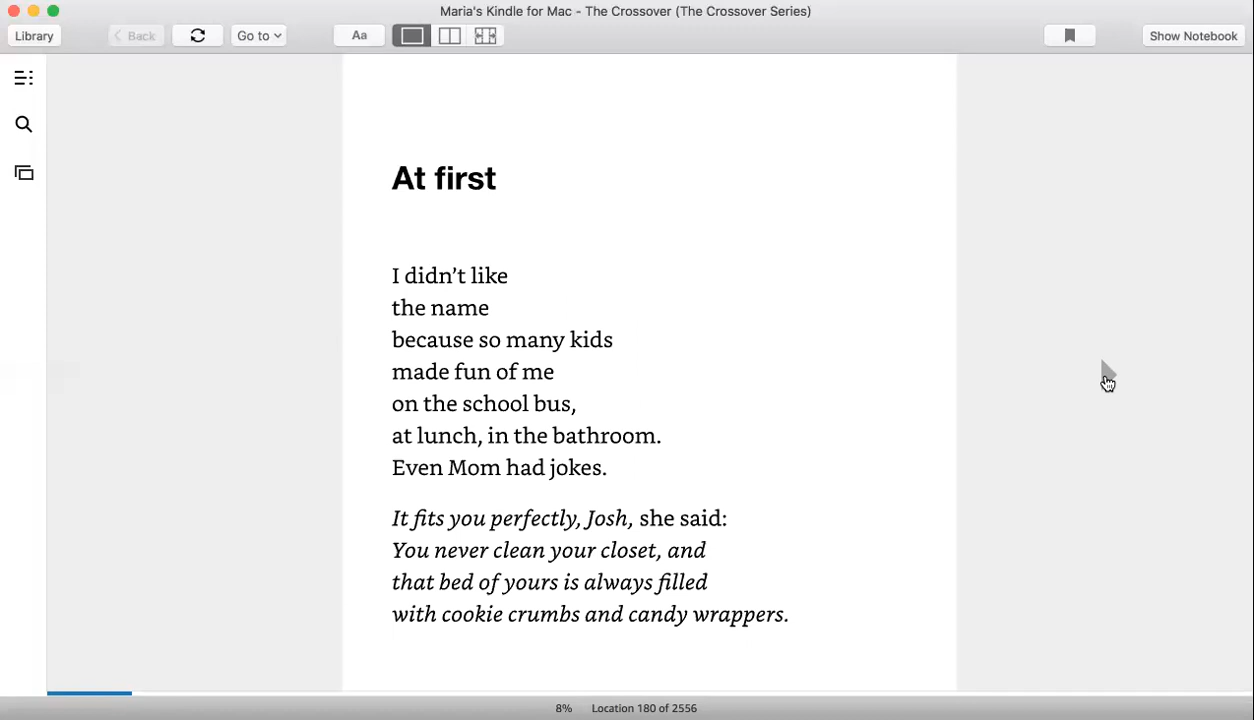 Maria's Kindle for Mac - The Crossover (The Crossover Series)
Library
Back
Go to
Aa
Show Notebook
At first
I didn't like
the name
because so many kids
made fun of me
on the school bus,
at lunch, in the bathroom.
Even Mom had jokes.
It fits you perfectly, Josh, she said:
You never clean your closet, and
that bed of yours is always filled
with cookie crumbs and candy wrappers.
8% Location 180 of 2556